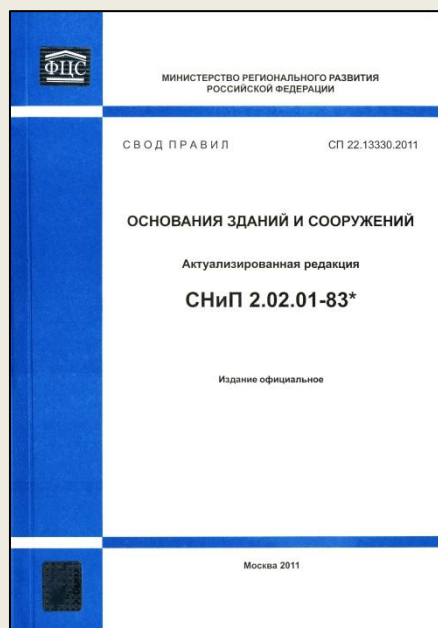 ФЦС
МИНИСТЕРСТВО РЕГИОНАЛЬНОГО РАЗВИТИЯ
РОССИЙСКОЙ ФЕДЕРАЦИИ
СВОД ПРАВИЛ СП 22.13330.2011
ОСНОВАНИЯ ЗДАНИЙ И СООРУЖЕНИЙ
Актуализированная редакция
СНиП 2.02.01-83*
Издание официальное
Москва 2011